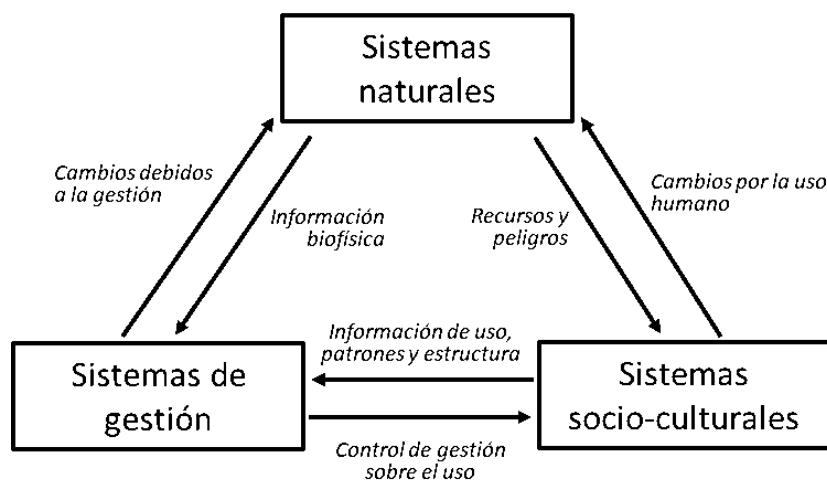 Sistemas
naturales
Cambios debidos
a la gestión
Información
biofísica
Recursos y
peligros
Cambios por la uso
humano
Información de uso,
patrones y estructura
Sistemas de
gestión
Sistemas
socio-culturales
Control de gestión
sobre el uso